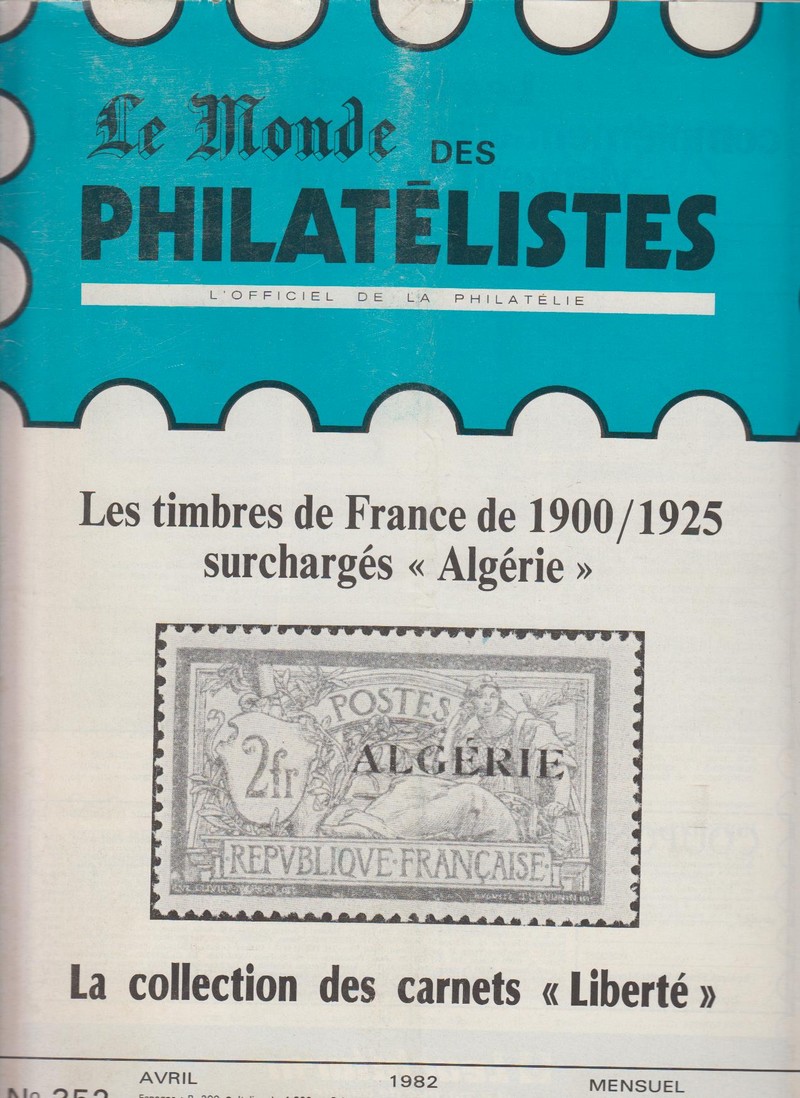 Le Monde DES
PHILATÉLISTES
L'OFFICIEL DE LA PHILATÉLIE
Les timbres de France de 1900/1925
surchargés « Algérie »
POSTES
2fr
ALGÉRIE
REPVBLIQVE·FRANÇAISE
La collection des carnets « Liberté »
AVRIL 1982 MENSUEL